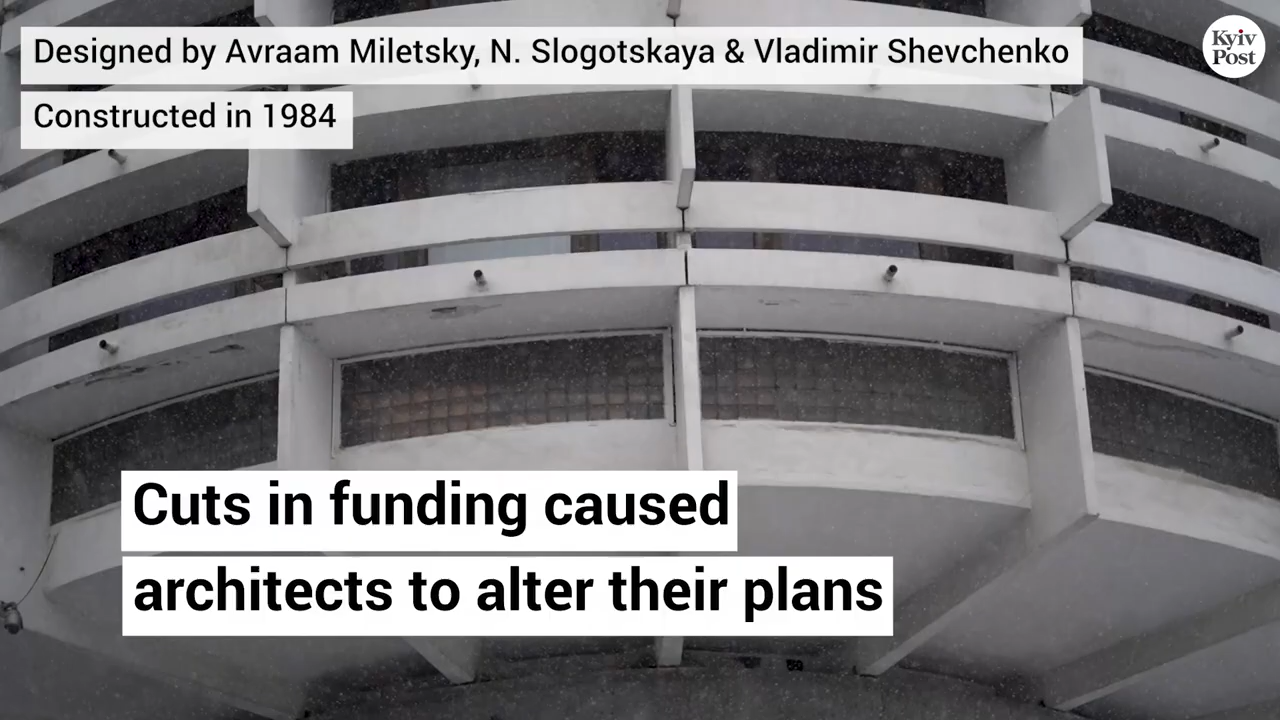 Designed by Avraam Miletsky, N. Slogotskaya & Vladimir Shevchenko
Kyiv
Post
Constructed in 1984
Cuts in funding caused
architects to alter their plans